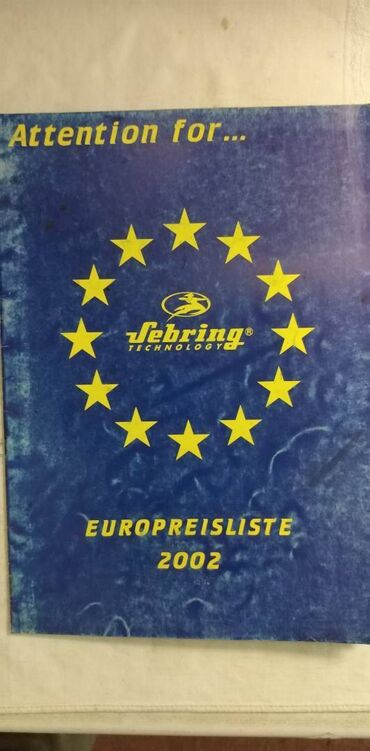 Attention for...
Sebring®
TECHNOLOGY
EUROPREISLISTE
2002